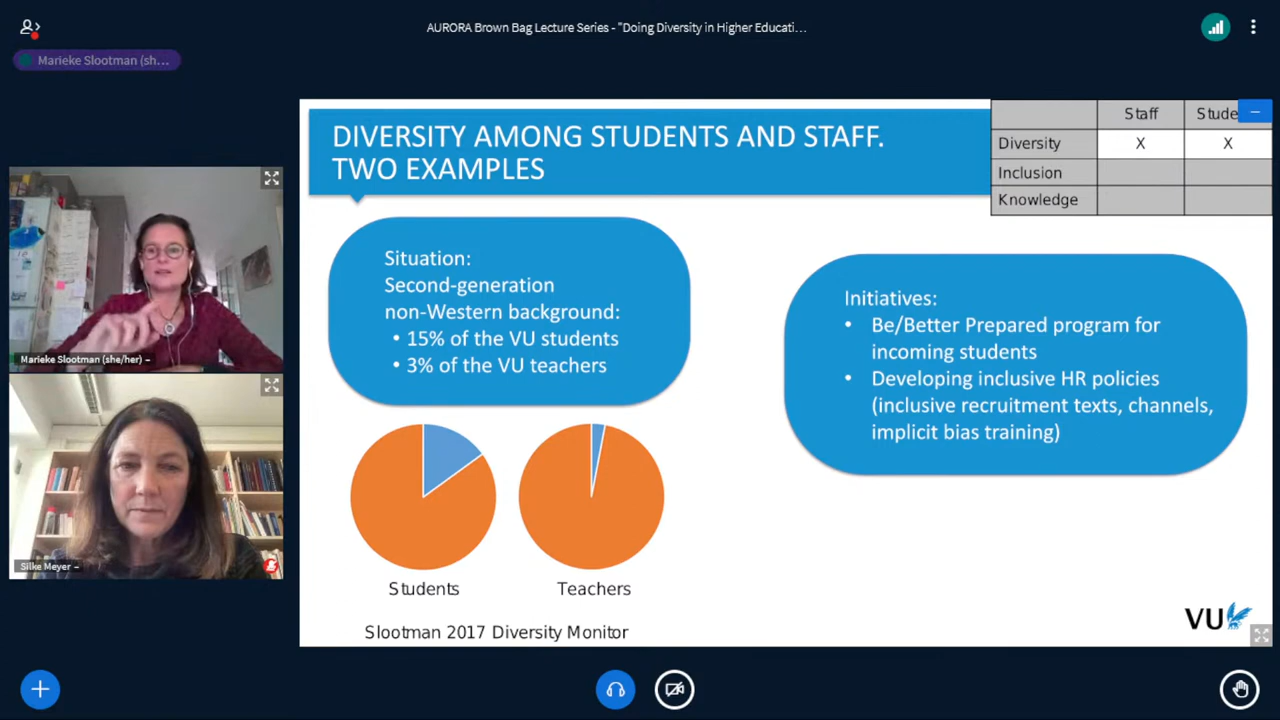 AURORA Brown Bag Lecture Series - "Doing Diversity in Higher Educati...
Marieke Slootman (sh...
Marieke Slootman (she/her) –
Silke Meyer –
DIVERSITY AMONG STUDENTS AND STAFF.
TWO EXAMPLES
Staff Stude
Diversity X X
Inclusion
Knowledge
Situation:
Second-generation
non-Western background:
• 15% of the VU students
• 3% of the VU teachers
Students
Teachers
Slootman 2017 Diversity Monitor
Initiatives:
• Be/Better Prepared program for
incoming students
• Developing inclusive HR policies
(inclusive recruitment texts, channels,
implicit bias training)
VU